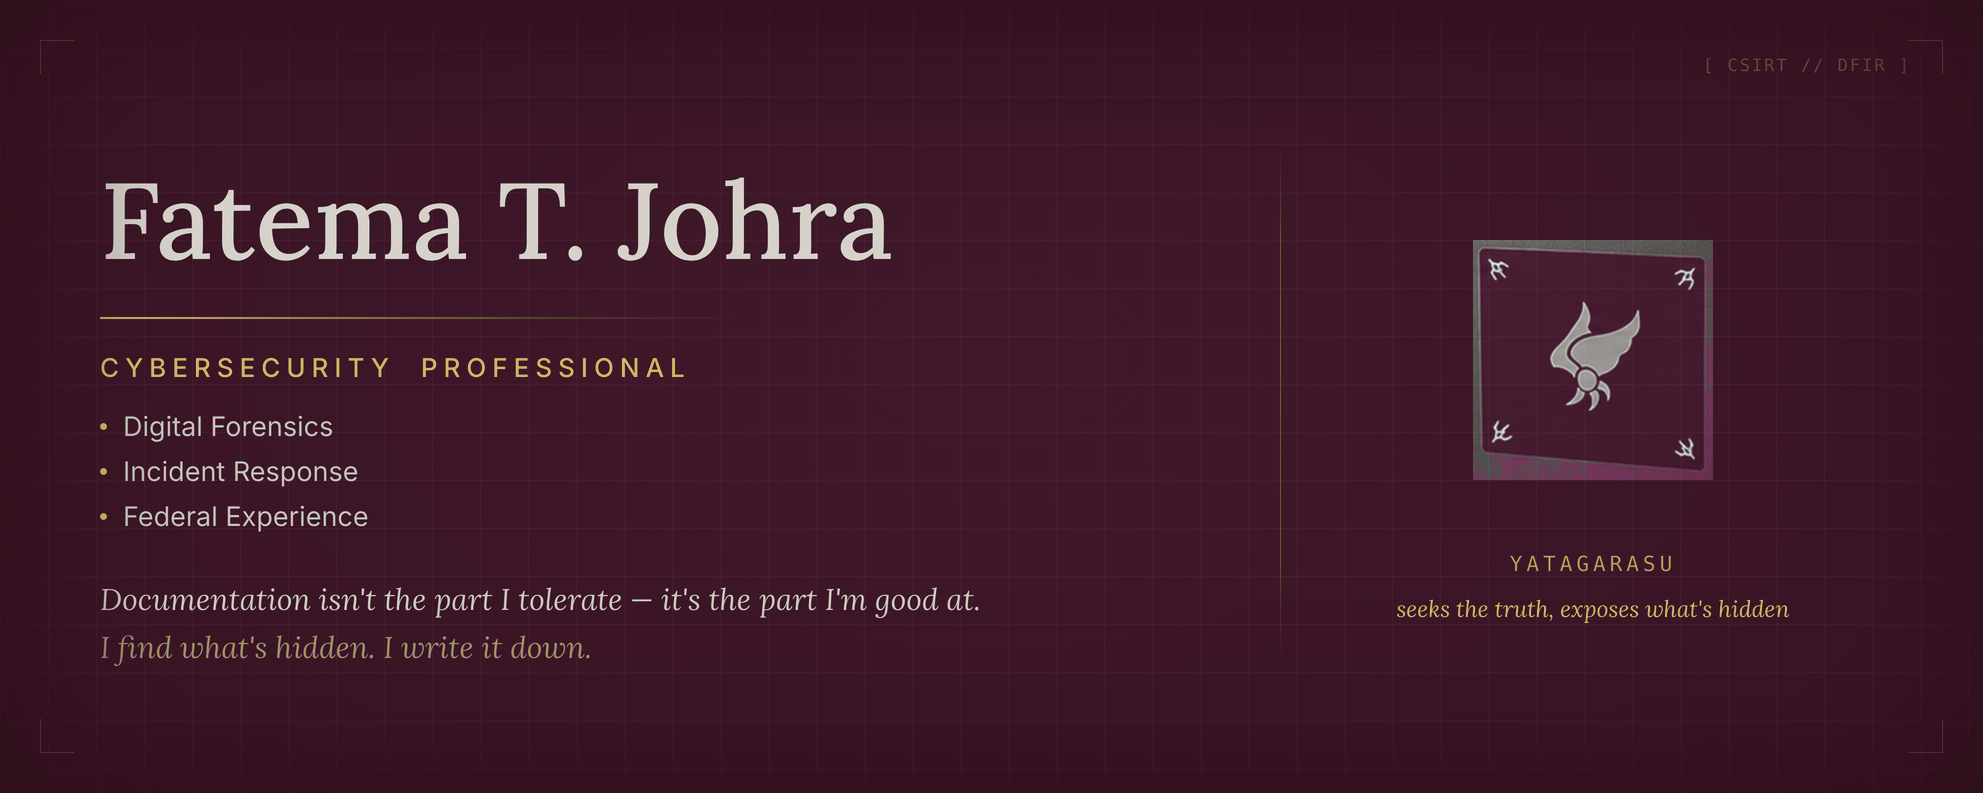 [ CSIRT // DFIR ]
Fatema T. Johra
CYBERSECURITY PROFESSIONAL
• Digital Forensics
• Incident Response
• Federal Experience
Documentation isn't the part I tolerate — it's the part I'm good at.
I find what's hidden. I write it down.
YATAGARASU
seeks the truth, exposes what's hidden